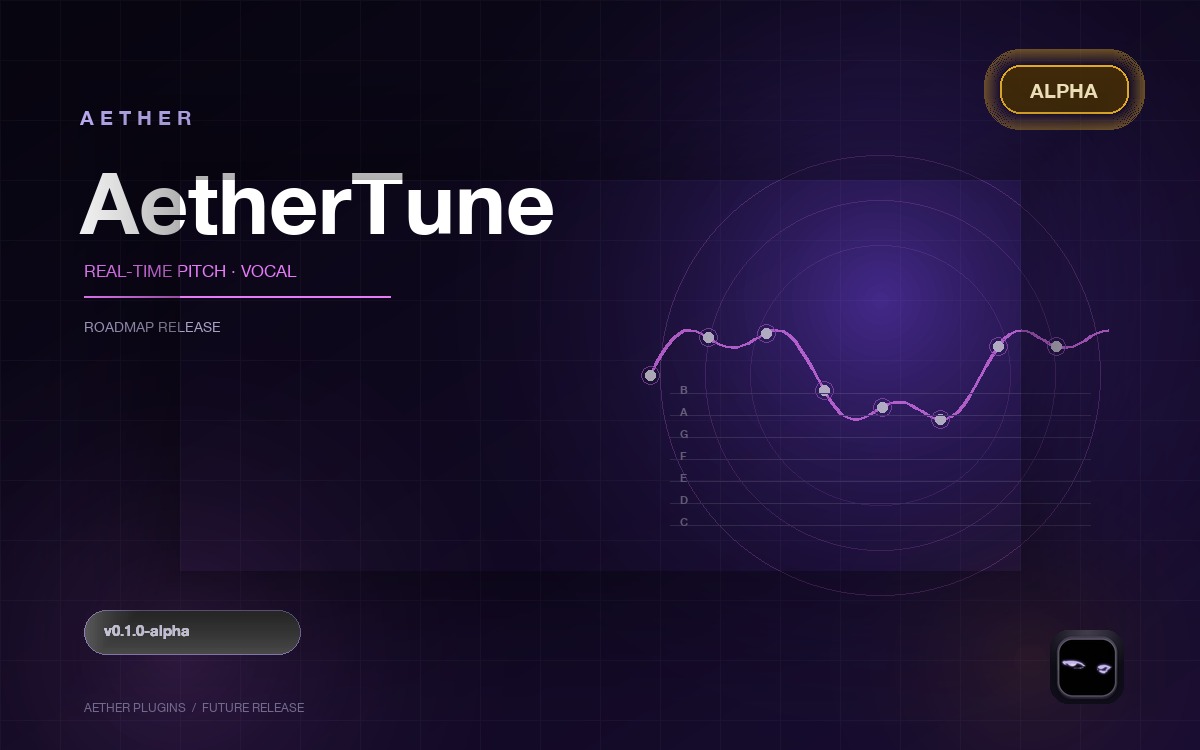 ALPHA
AETHER
AetherTune
REAL-TIME PITCH · VOCAL
ROADMAP RELEASE
B
A
G
F
E
D
C
v0.1.0-alpha
AETHER PLUGINS / FUTURE RELEASE